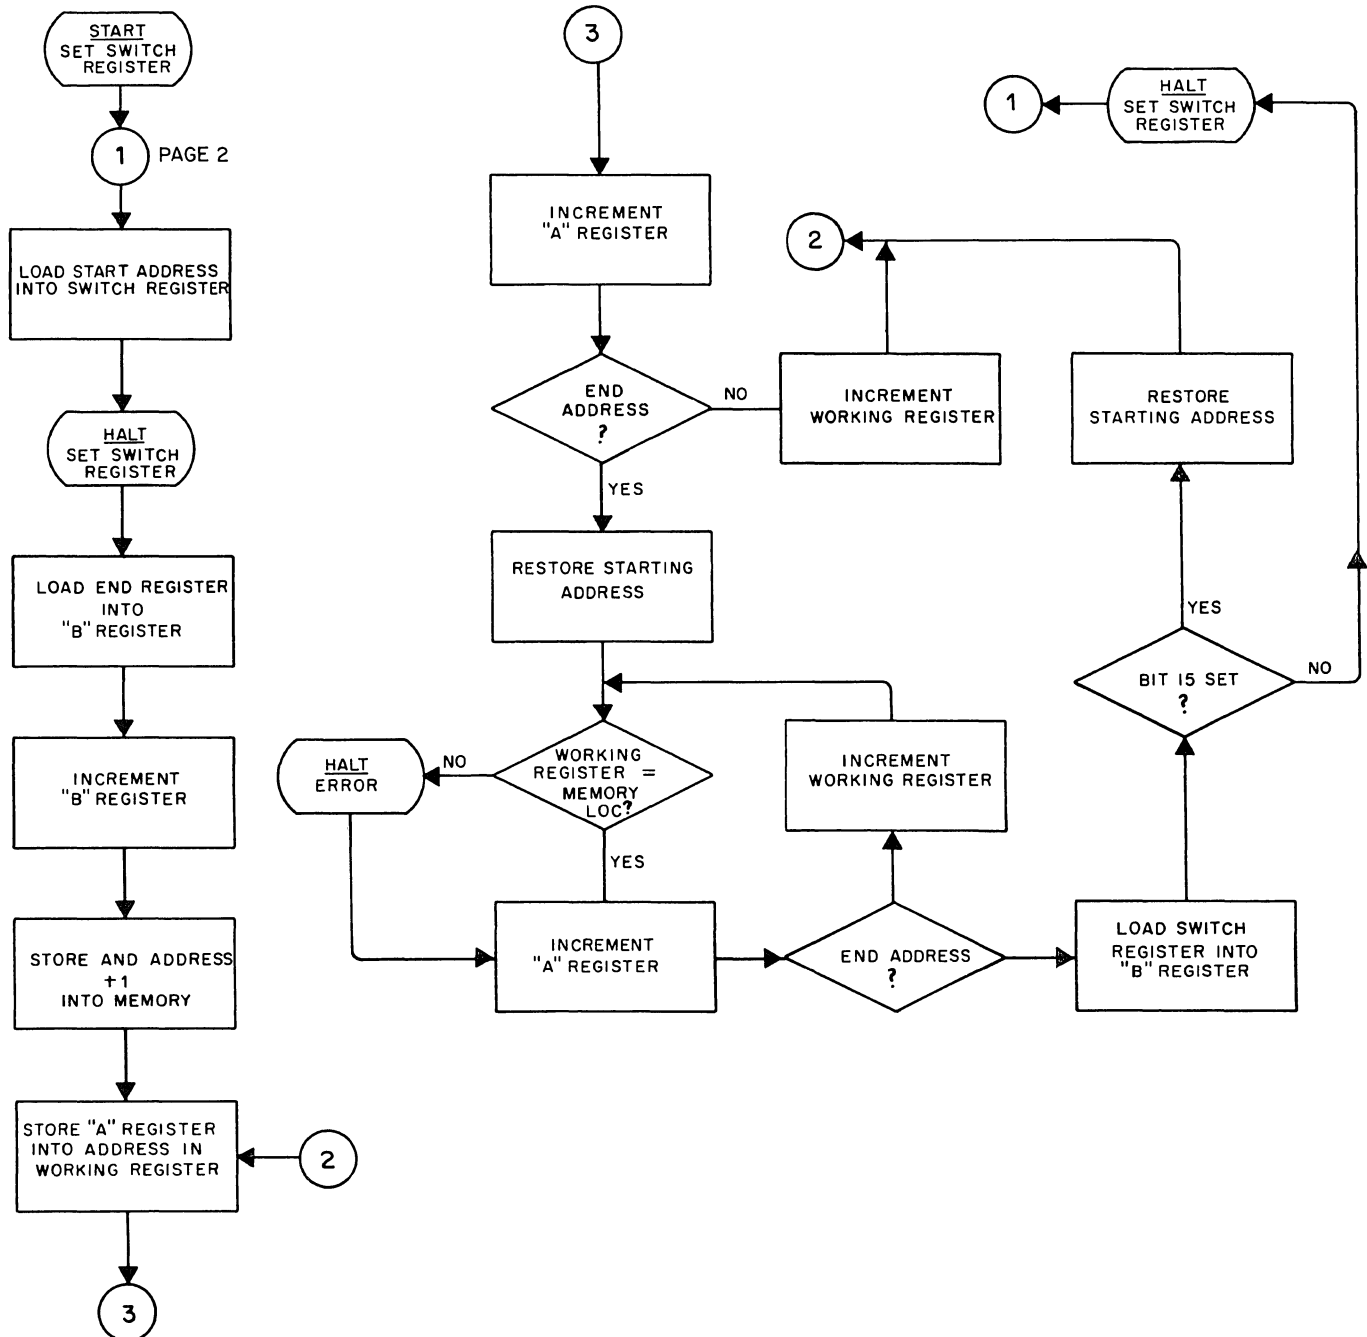 START
SET SWITCH
REGISTER
1 PAGE 2
LOAD START ADDRESS
INTO SWITCH REGISTER
HALT
SET SWITCH
REGISTER
LOAD END REGISTER
INTO
"B" REGISTER
INCREMENT
"B" REGISTER
STORE AND ADDRESS
+1
INTO MEMORY
STORE "A" REGISTER
INTO ADDRESS IN
WORKING REGISTER
2
3
3
INCREMENT
"A" REGISTER
END
ADDRESS
?
NO
YES
INCREMENT
WORKING REGISTER
2
RESTORE STARTING
ADDRESS
WORKING
REGISTER =
MEMORY
LOC?
NO
YES
HALT
ERROR
INCREMENT
"A" REGISTER
END ADDRESS
?
INCREMENT
WORKING REGISTER
LOAD SWITCH
REGISTER INTO
"B" REGISTER
BIT 15 SET
?
YES
NO
RESTORE
STARTING ADDRESS
HALT
SET SWITCH
REGISTER
1